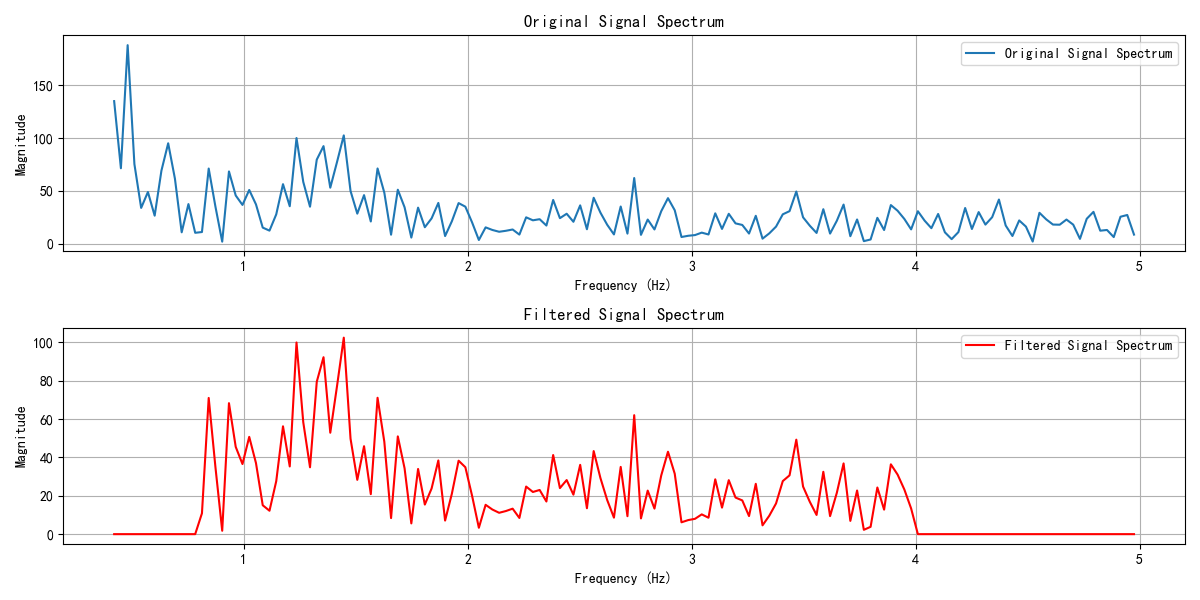 Original Signal Spectrum
Original Signal Spectrum
Magnitude
150
100
50
0
1 2 3 4 5
Frequency (Hz)
Filtered Signal Spectrum
Filtered Signal Spectrum
Magnitude
100
80
60
40
20
0
1 2 3 4 5
Frequency (Hz)